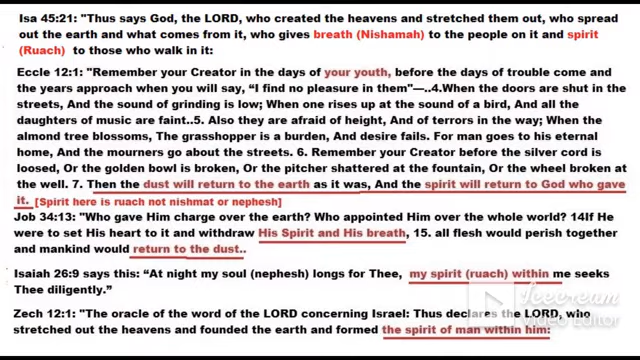 Isa 45:21: "Thus says God, the LORD, who created the heavens and stretched them out, who spread
out the earth and what comes from it, who gives breath (Nishamah) to the people on it and spirit
(Ruach) to those who walk in it:
Eccle 12:1: "Remember your Creator in the days of your youth, before the days of trouble come and
the years approach when you will say, “I find no pleasure in them”—..4.When the doors are shut in the
streets, And the sound of grinding is low; When one rises up at the sound of a bird, And all the
daughters of music are faint..5. Also they are afraid of height, And of terrors in the way; When the
almond tree blossoms, The grasshopper is a burden, And desire fails. For man goes to his eternal
home, And the mourners go about the streets. 6. Remember your Creator before the silver cord is
loosed, Or the golden bowl is broken, Or the pitcher shattered at the fountain, Or the wheel broken at
the well. 7. Then the dust will return to the earth as it was, And the spirit will return to God who gave
it. [Spirit here is ruach not nishmat or nephesh]
Job 34:13: "Who gave Him charge over the earth? Who appointed Him over the whole world? 14If He
were to set His heart to it and withdraw His Spirit and His breath, 15. all flesh would perish together
and mankind would return to the dust..
Isaiah 26:9 says this: “At night my soul (nephesh) longs for Thee, my spirit (ruach) within me seeks
Thee diligently.”
Zech 12:1: "The oracle of the word of the LORD concerning Israel: Thus declares the LORD, who
stretched out the heavens and founded the earth and formed the spirit of man within him:
Icecream
Video Editor